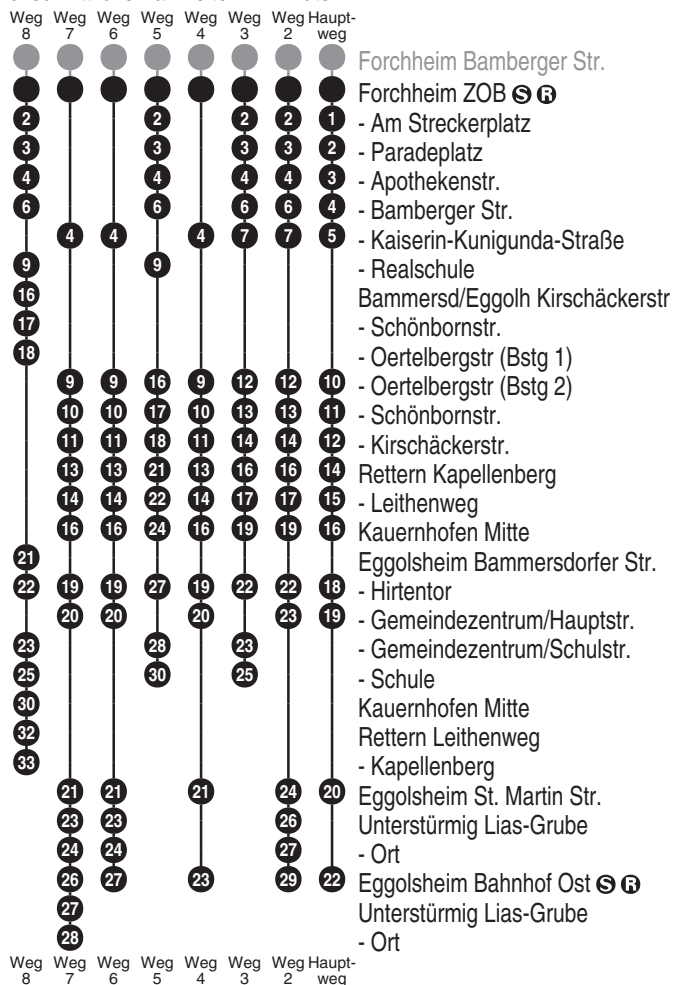 Weg Weg Weg Weg Weg Weg Weg Haupt-
8 7 6 5 4 3 2 weg
Forchheim Bamberger Str.
Forchheim ZOB S R
2 2 2 2 1 - Am Streckerplatz
3 3 3 3 2 - Paradeplatz
4 4 4 4 3 - Apothekenstr.
6 6 6 6 4 - Bamberger Str.
4 4 4 7 7 5 - Kaiserin-Kunigunda-Straße
9 9 - Realschule
16 Bammersd/Eggolh Kirschäckerstr
17 - Schönbornstr.
18 - Oertelbergstr (Bstg 1)
9 9 16 9 12 12 10 - Oertelbergstr (Bstg 2)
10 10 17 10 13 13 11 - Schönbornstr.
11 11 18 11 14 14 12 - Kirschäckerstr.
13 13 21 13 16 16 14 Rettern Kapellenberg
14 14 22 14 17 17 15 - Leithenweg
16 16 24 16 19 19 16 Kauernhofen Mitte
21 Eggolsheim Bammersdorfer Str.
22 19 19 27 19 22 22 18 - Hirtentor
20 20 20 23 19 - Gemeindezentrum/Hauptstr.
23 28 23 - Gemeindezentrum/Schulstr.
25 30 25 - Schule
30 Kauernhofen Mitte
32 Rettern Leithenweg
33 - Kapellenberg
21 21 21 24 20 Eggolsheim St. Martin Str.
23 23 26 Unterstürmig Lias-Grube
24 24 27 - Ort
26 27 23 29 22 Eggolsheim Bahnhof Ost S R
27 Unterstürmig Lias-Grube
28 - Ort
Weg Weg Weg Weg Weg Weg Weg Haupt-
8 7 6 5 4 3 2 weg